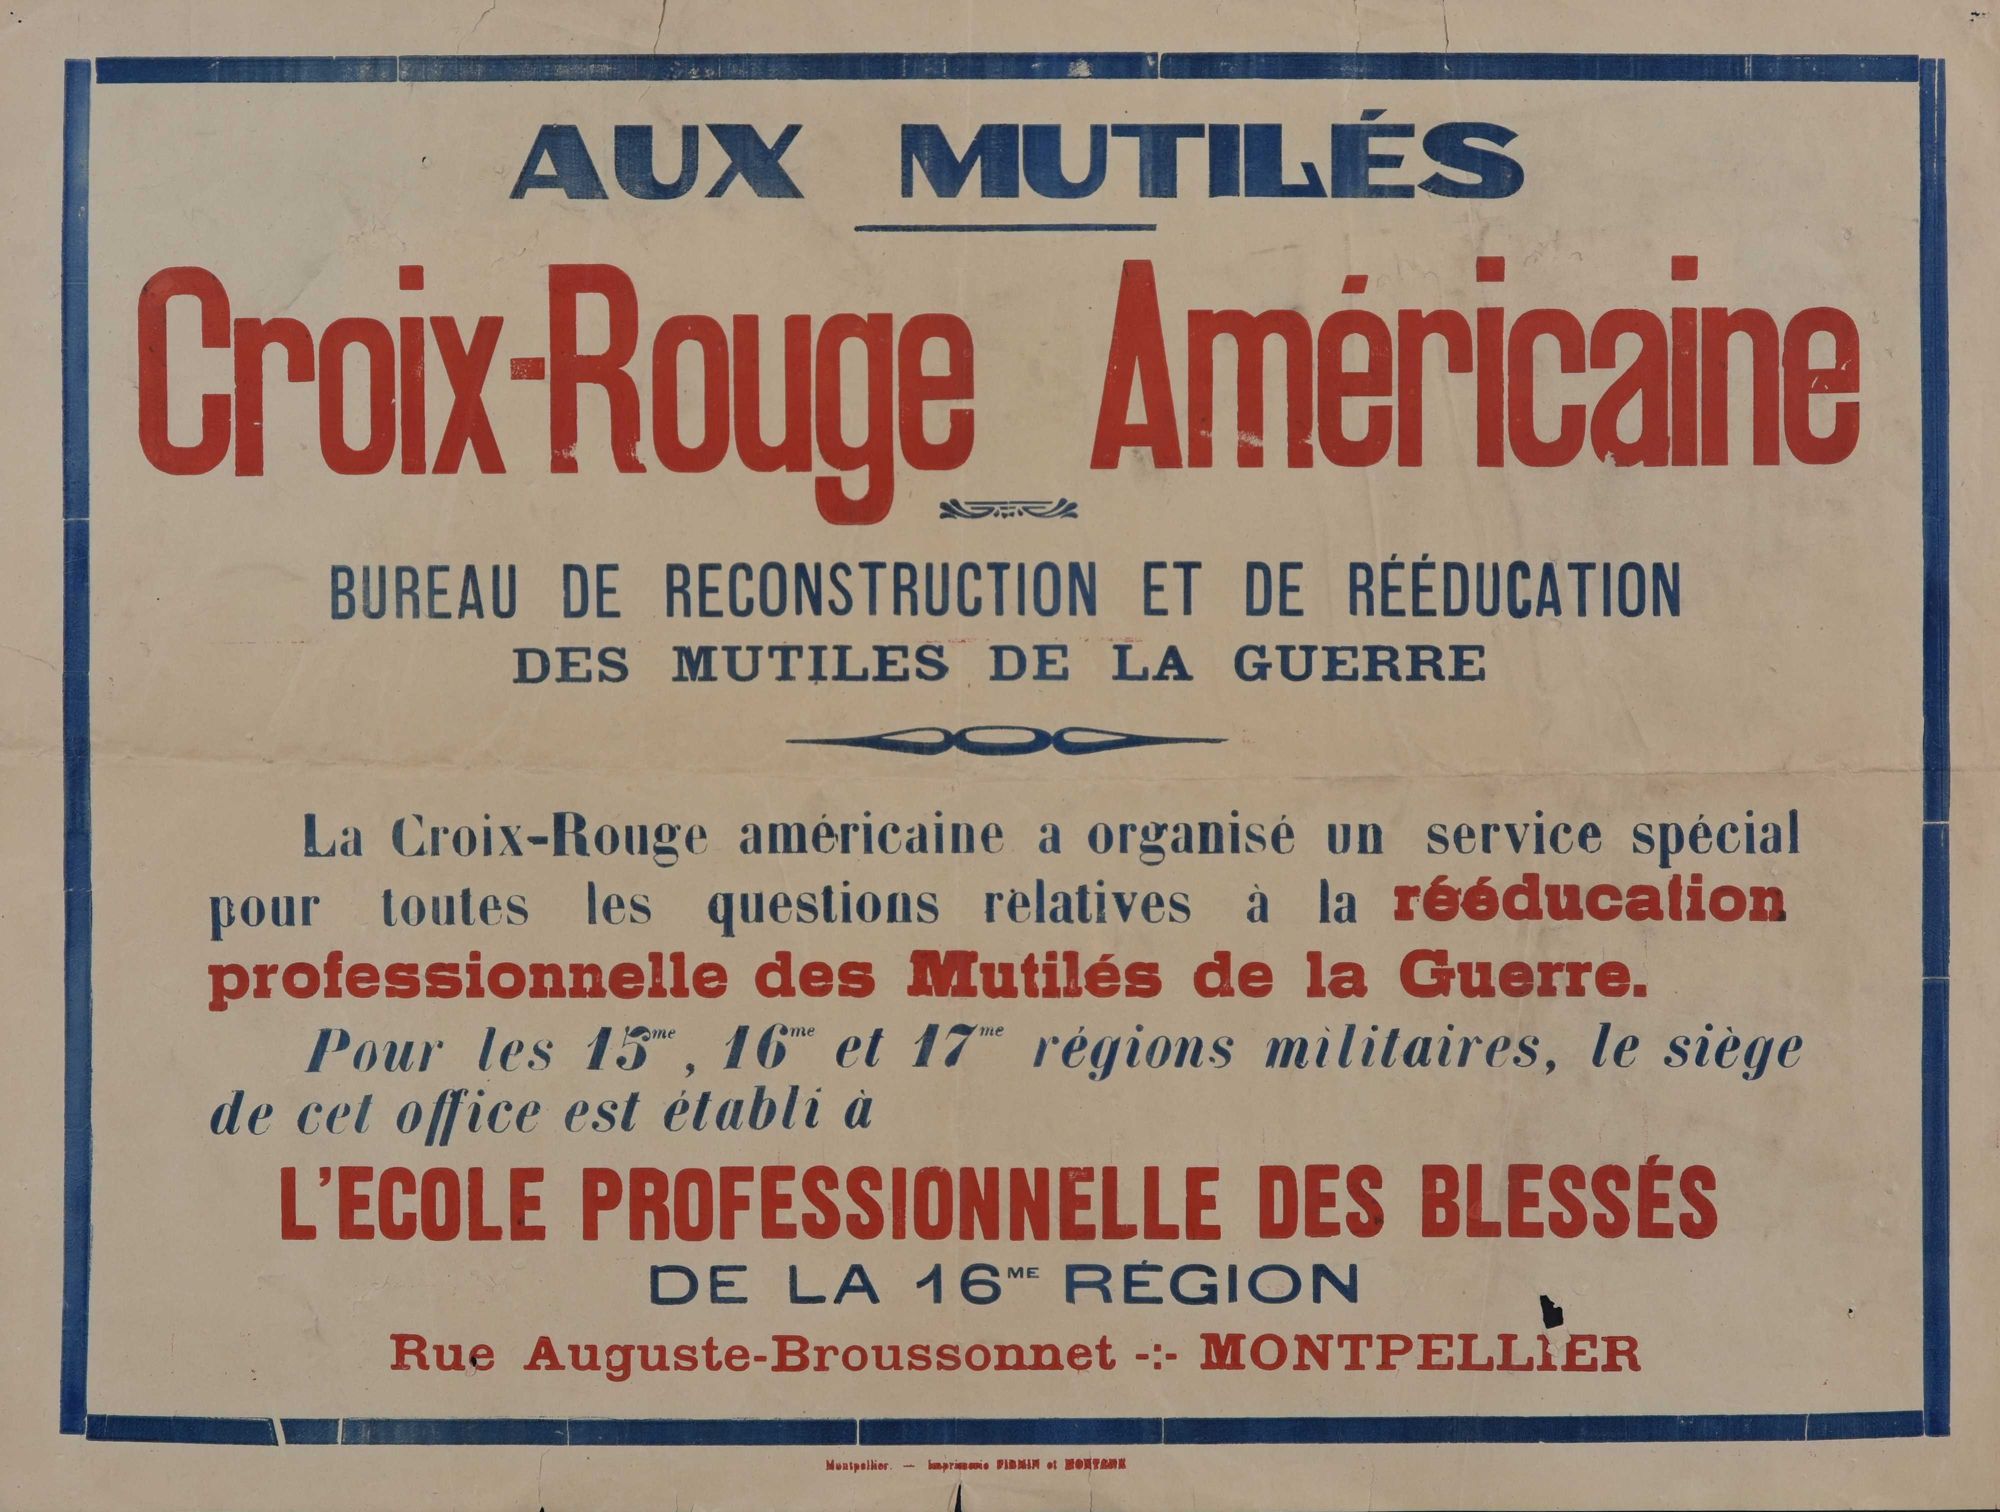 AUX MUTILÉS
Croix-Rouge Américaine
BUREAU DE RECONSTRUCTION ET DE RÉÉDUCATION
DES MUTILES DE LA GUERRE
La Croix-Rouge américaine a organisé un service spécial
pour toutes les questions relatives à la rééducation
professionnelle des Mutilés de la Guerre.
Pour les 15me, 16me et 17me régions militaires, le siège
de cet office est établi à
L'ECOLE PROFESSIONNELLE DES BLESSÉS
DE LA 16ME RÉGION
Rue Auguste-Broussonnet -:- MONTPELLIER
Montpellier. — Imprimerie FIRMIN et MONTANE